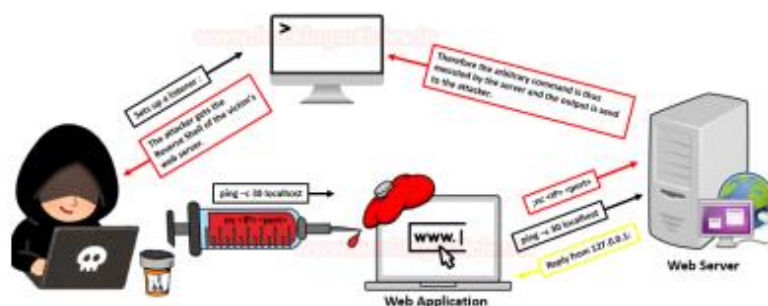 >
Sets up a listener :
Therefore the arbitrary command is thus
executed by the server and the output is send
to the attacker.
The attacker gets the
Reverse Shell of the victim's
web server.
ping -c 30 localhost
www. |
ping -c 30 localhost
Reply from 127.0.0.1:
Web Server
Web Application